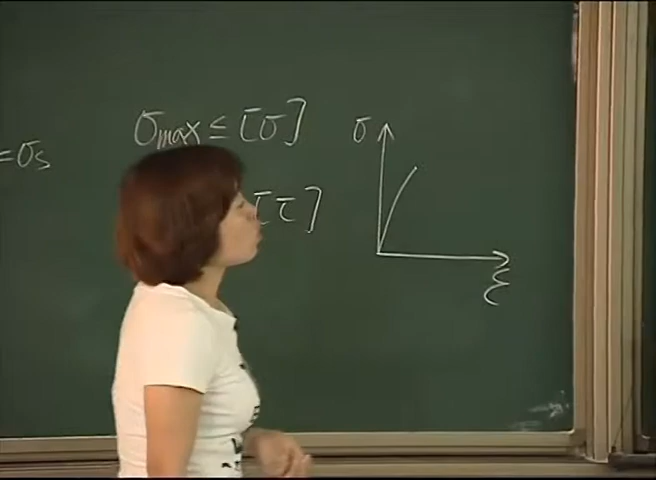 σmax ≤ [σ]
= σs
[τ]
σ
ε